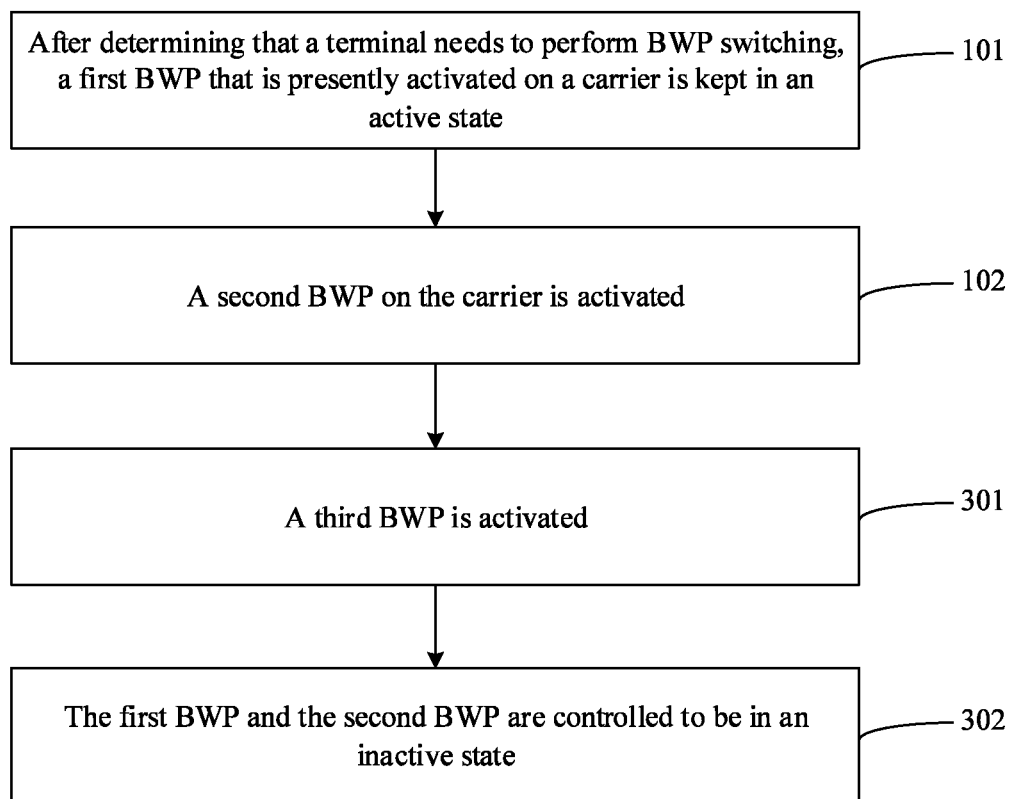 After determining that a terminal needs to perform BWP switching,
a first BWP that is presently activated on a carrier is kept in an
active state
101
A second BWP on the carrier is activated
102
A third BWP is activated
301
The first BWP and the second BWP are controlled to be in an
inactive state
302